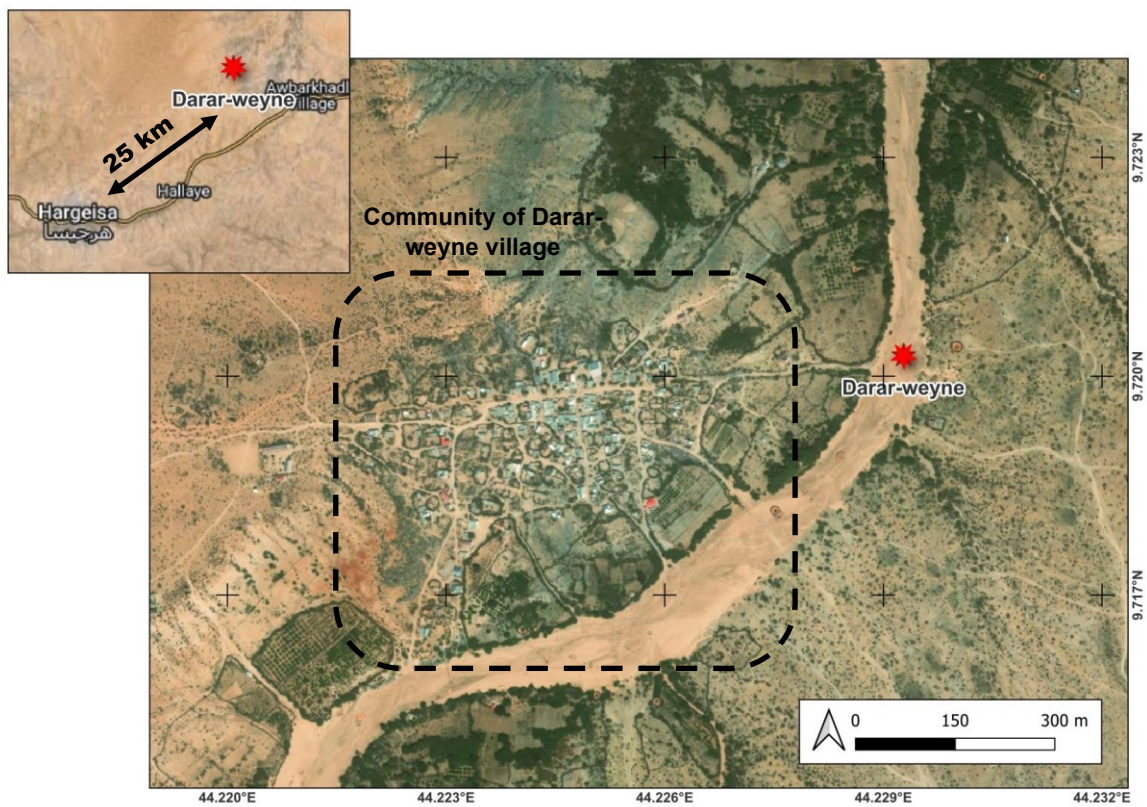 Darar-weyne
Awbarkhadl
Village
25 km
Hallaye
Hargeisa
هرجيسا
Community of Darar-
weyne village
Darar-weyne
9.723°N
9.720°N
9.717°N
0 150 300 m
44.220°E 44.223°E 44.226°E 44.229°E 44.232°E